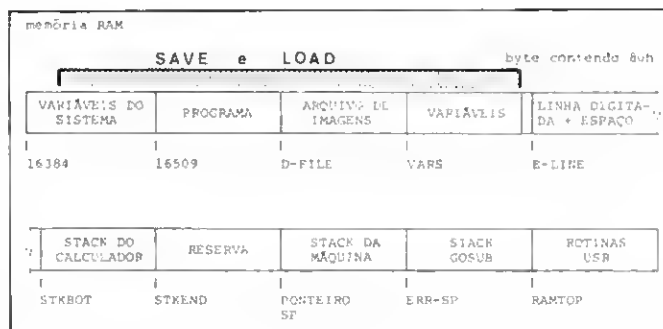 memória RAM
SAVE e LOAD
byte contendo 80h
VARIÁVEIS DO SISTEMA
PROGRAMA
ARQUIVO DE IMAGENS
VARIÁVEIS
LINHA DIGITA-
DA + ESPAÇO
16384 16509 D-FILE VARS E-LINE
STACK DO CALCULADOR
RESERVA
STACK DA MÁQUINA
STACK GOSUB
ROTINAS USR
STKBOT STKEND PONTEIRO SP ERR-SP RAMTOP